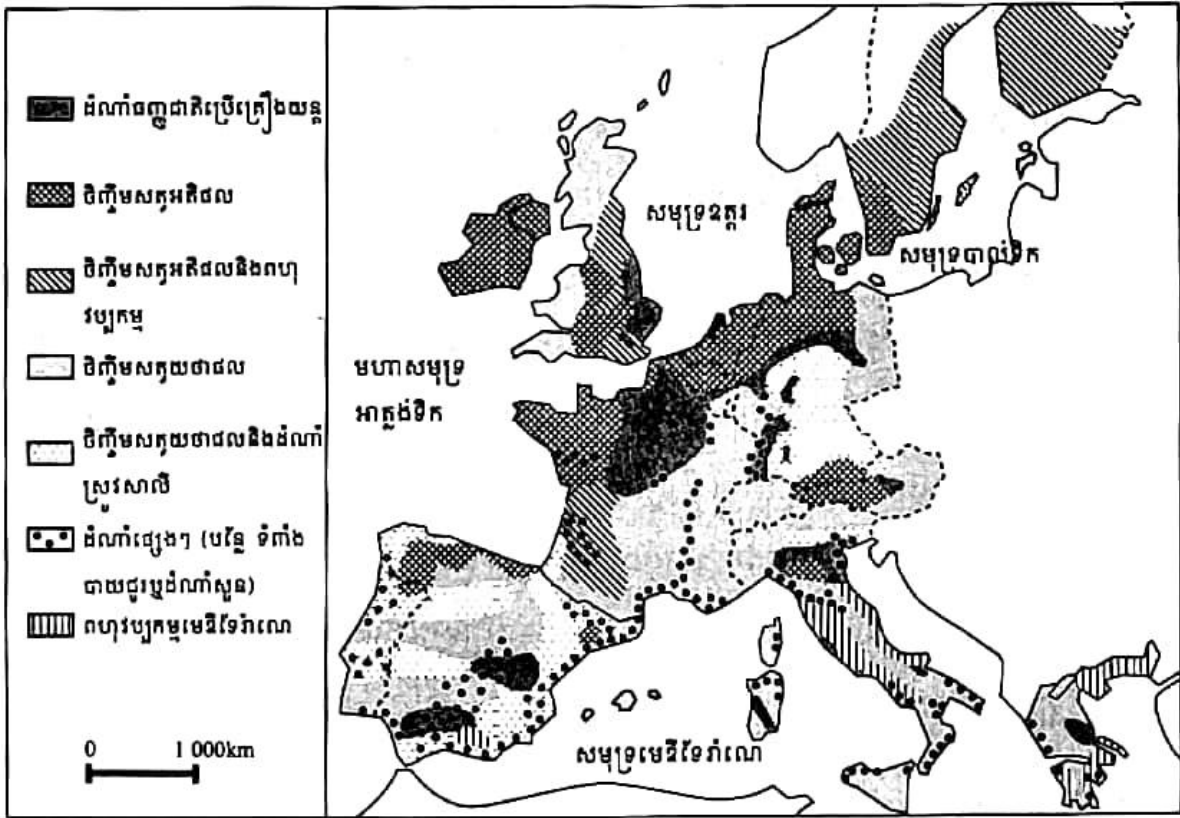 ដំណាំធញ្ញជាតិប្រើគ្រឿងយន្ត
ចិញ្ចឹមសត្វអតិផល
ចិញ្ចឹមសត្វអតិផលនិងពហុ
វប្បកម្ម
ចិញ្ចឹមសត្វយថាផល
ចិញ្ចឹមសត្វយថាផលនិងដំណាំ
ស្រូវសាលី
ដំណាំផ្សេងៗ (បន្លែ ទំពាំង
បាយជូរឬដំណាំសួន)
ពហុវប្បកម្មមេឌីទែរ៉ាណេ
0 1 000km
សមុទ្រឧត្តរ
សមុទ្របាល់ទិក
មហាសមុទ្រ
អាត្លង់ទិក
សមុទ្រមេឌីទែរ៉ាណេ